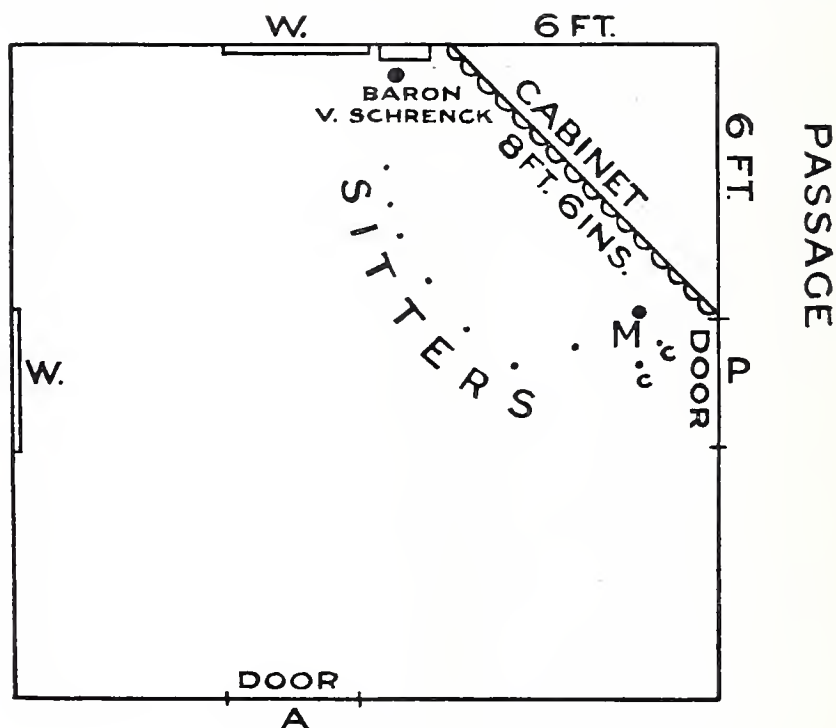 W.
6 FT.
BARON
V. SCHRENCK
CABINET
8 FT. 6 INS.
6 FT.
PASSAGE
SITTERS
M
C
C
DOOR
P
W.
DOOR
A